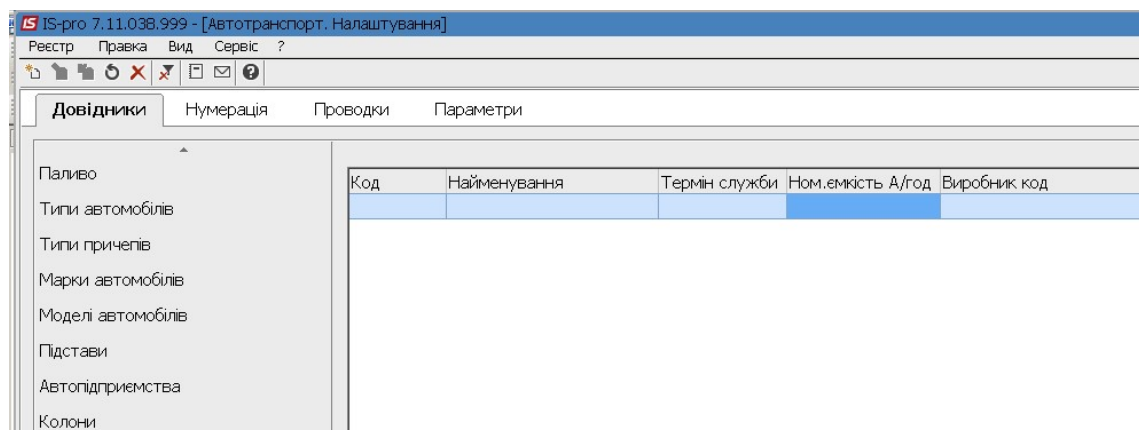 IS IS-pro 7.11.038.999 - [Автотранспорт. Налаштування]
Реєстр Правка Вид Сервіс ?
Довідники Нумерація Проводки Параметри
Паливо
Типи автомобілів
Типи причепів
Марки автомобілів
Моделі автомобілів
Підстави
Автопідприємства
Колони
Код Найменування Термін служби Ном.ємкість А/год Виробник код